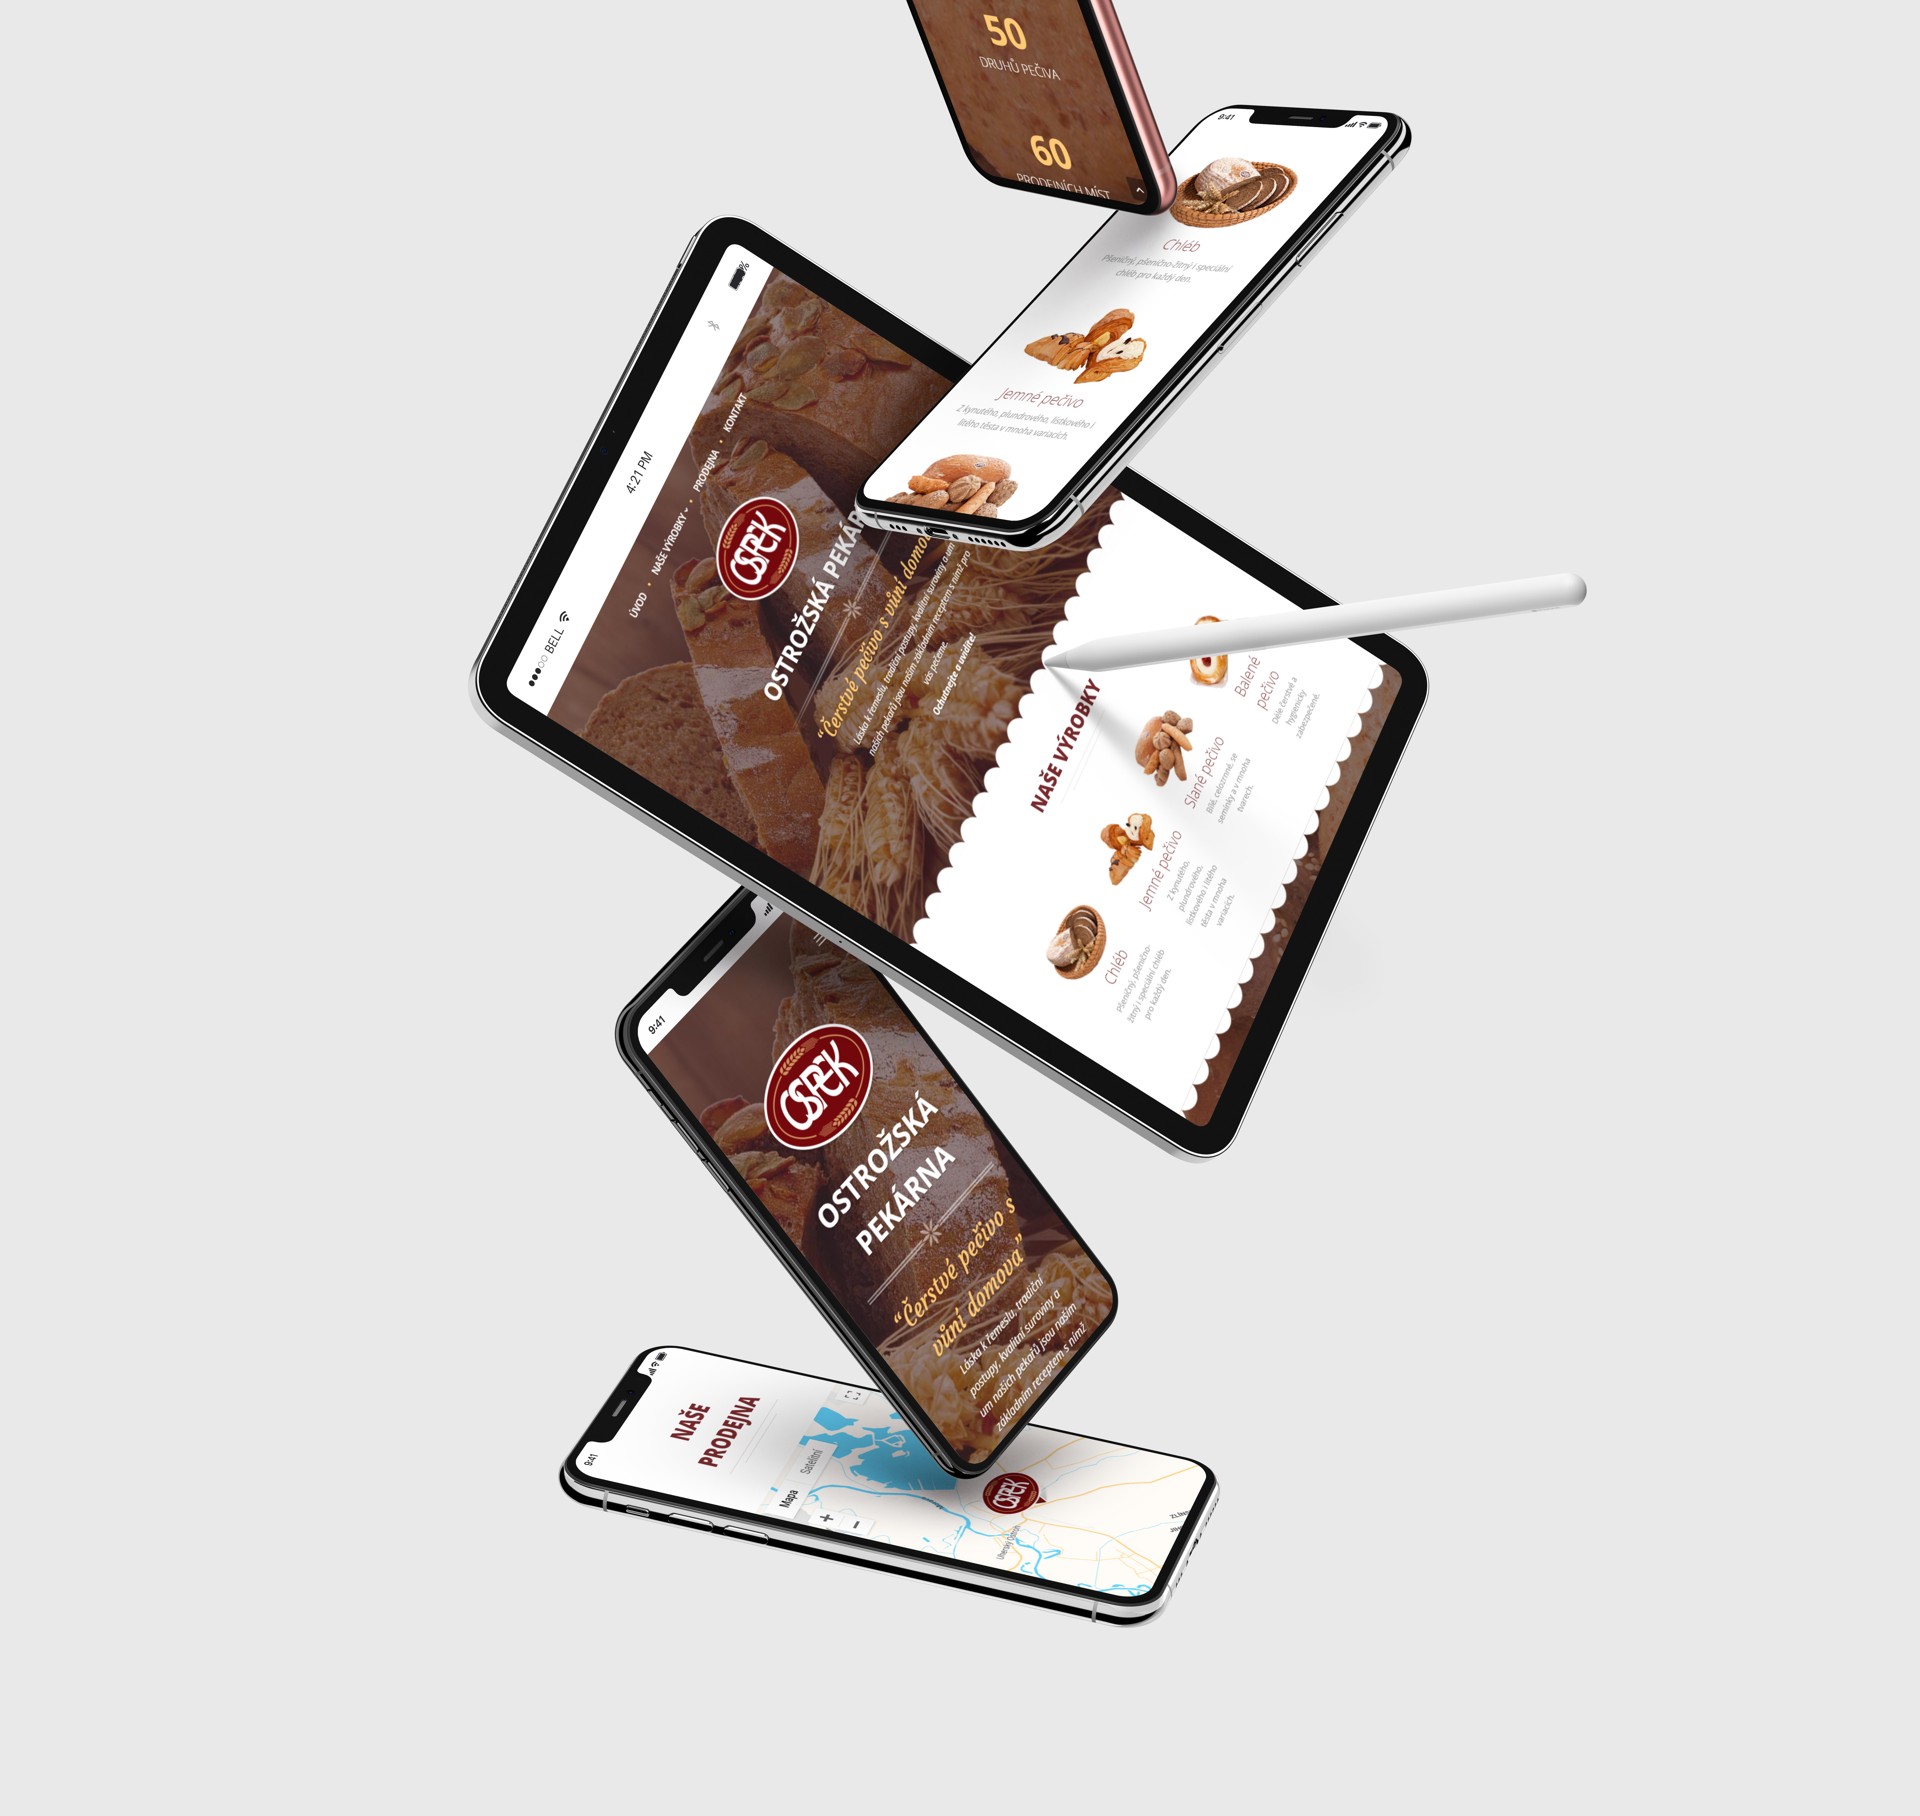 50
DRUHŮ PEČIVA
60
PRODEJNÍCH MÍST
9:41
Chléb
Pšeničný, pšenično-žitný i speciální
chléb pro každý den.
Jemné pečivo
Z kynutého, plundrového, lístkového i
litého těsta v mnoha variacích.
BELL
4:21 PM
%
ÚVOD • NAŠE VÝROBKY • PRODEJNA • KONTAKT
OSPEK
OSTROŽSKÁ
“Čerstvé pečivo s vůní
Láska k řemeslu, tradiční postupy, kvalitní suroviny a um
našich pekařů jsou naším základním receptem s nímž pro
vás pečeme.
Ochutnejte a uvidíte!
NAŠE VÝROBKY
Chléb
Pšeničný, pšenično-
žitný i speciální chléb
pro každý den.
Jemné pečivo
Z kynutého,
plundrového,
lístkového i litého
těsta v mnoha
variacích.
Slané pečivo
Bílé, celozrnné, se
semínky a v mnoha
tvarech.
Balené
pečivo
Déle čerstvé a
hygienicky
zabezpečené.
9:41
OSPEK
OSTROŽSKÁ
PEKÁRNA
“Čerstvé pečivo s
vůní domova”
Láska k řemeslu, tradiční
postupy, kvalitní suroviny a
um našich pekařů jsou naším
základním receptem s nímž
9:41
NAŠE
PRODEJNA
Mapa
Satelitní
+
-
OSPEK
Uherský Ostroh